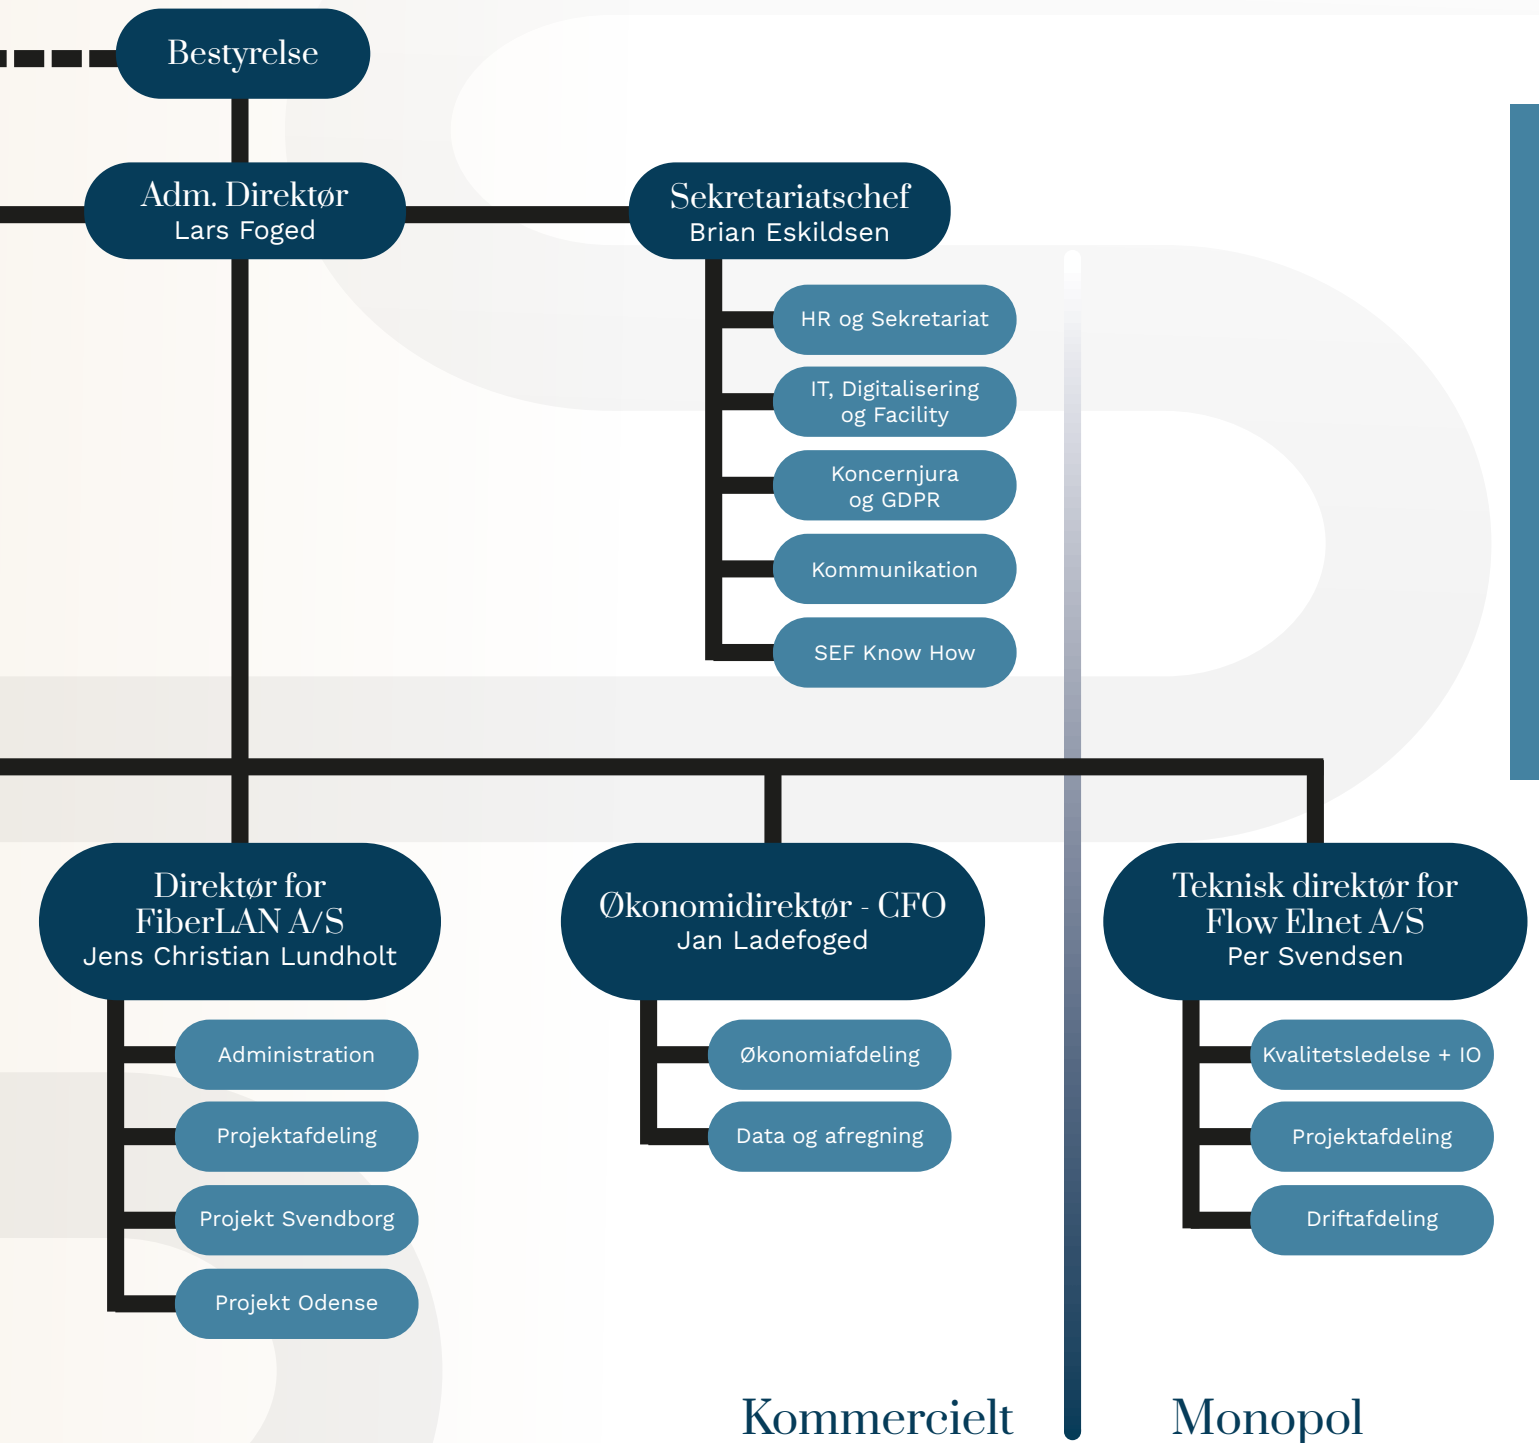 Bestyrelse
Adm. Direktør
Lars Foged
Sekretariatschef
Brian Eskildsen
HR og Sekretariat
IT, Digitalisering
og Facility
Koncernjura
og GDPR
Kommunikation
SEF Know How
Direktør for
FiberLAN A/S
Jens Christian Lundholt
Administration
Projektafdeling
Projekt Svendborg
Projekt Odense
Økonomidirektør - CFO
Jan Ladefoged
Økonomiafdeling
Data og afregning
Teknisk direktør for
Flow Elnet A/S
Per Svendsen
Kvalitetsledelse + IO
Projektafdeling
Driftafdeling
Kommercielt
Monopol